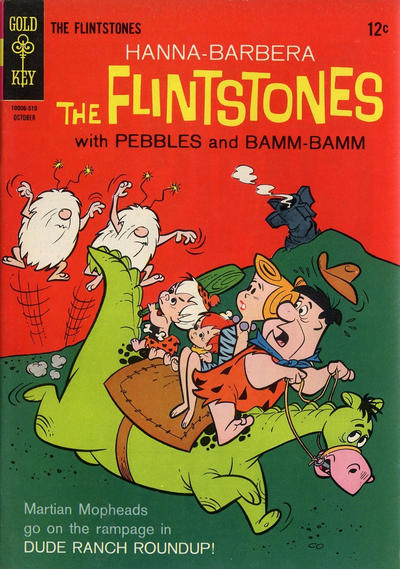 GOLD
KEY
THE FLINTSTONES
12¢
10006-510
OCTOBER
HANNA-BARBERA
THE FLINTSTONES
with PEBBLES and BAMM-BAMM
Martian Mopheads
go on the rampage in
DUDE RANCH ROUNDUP!